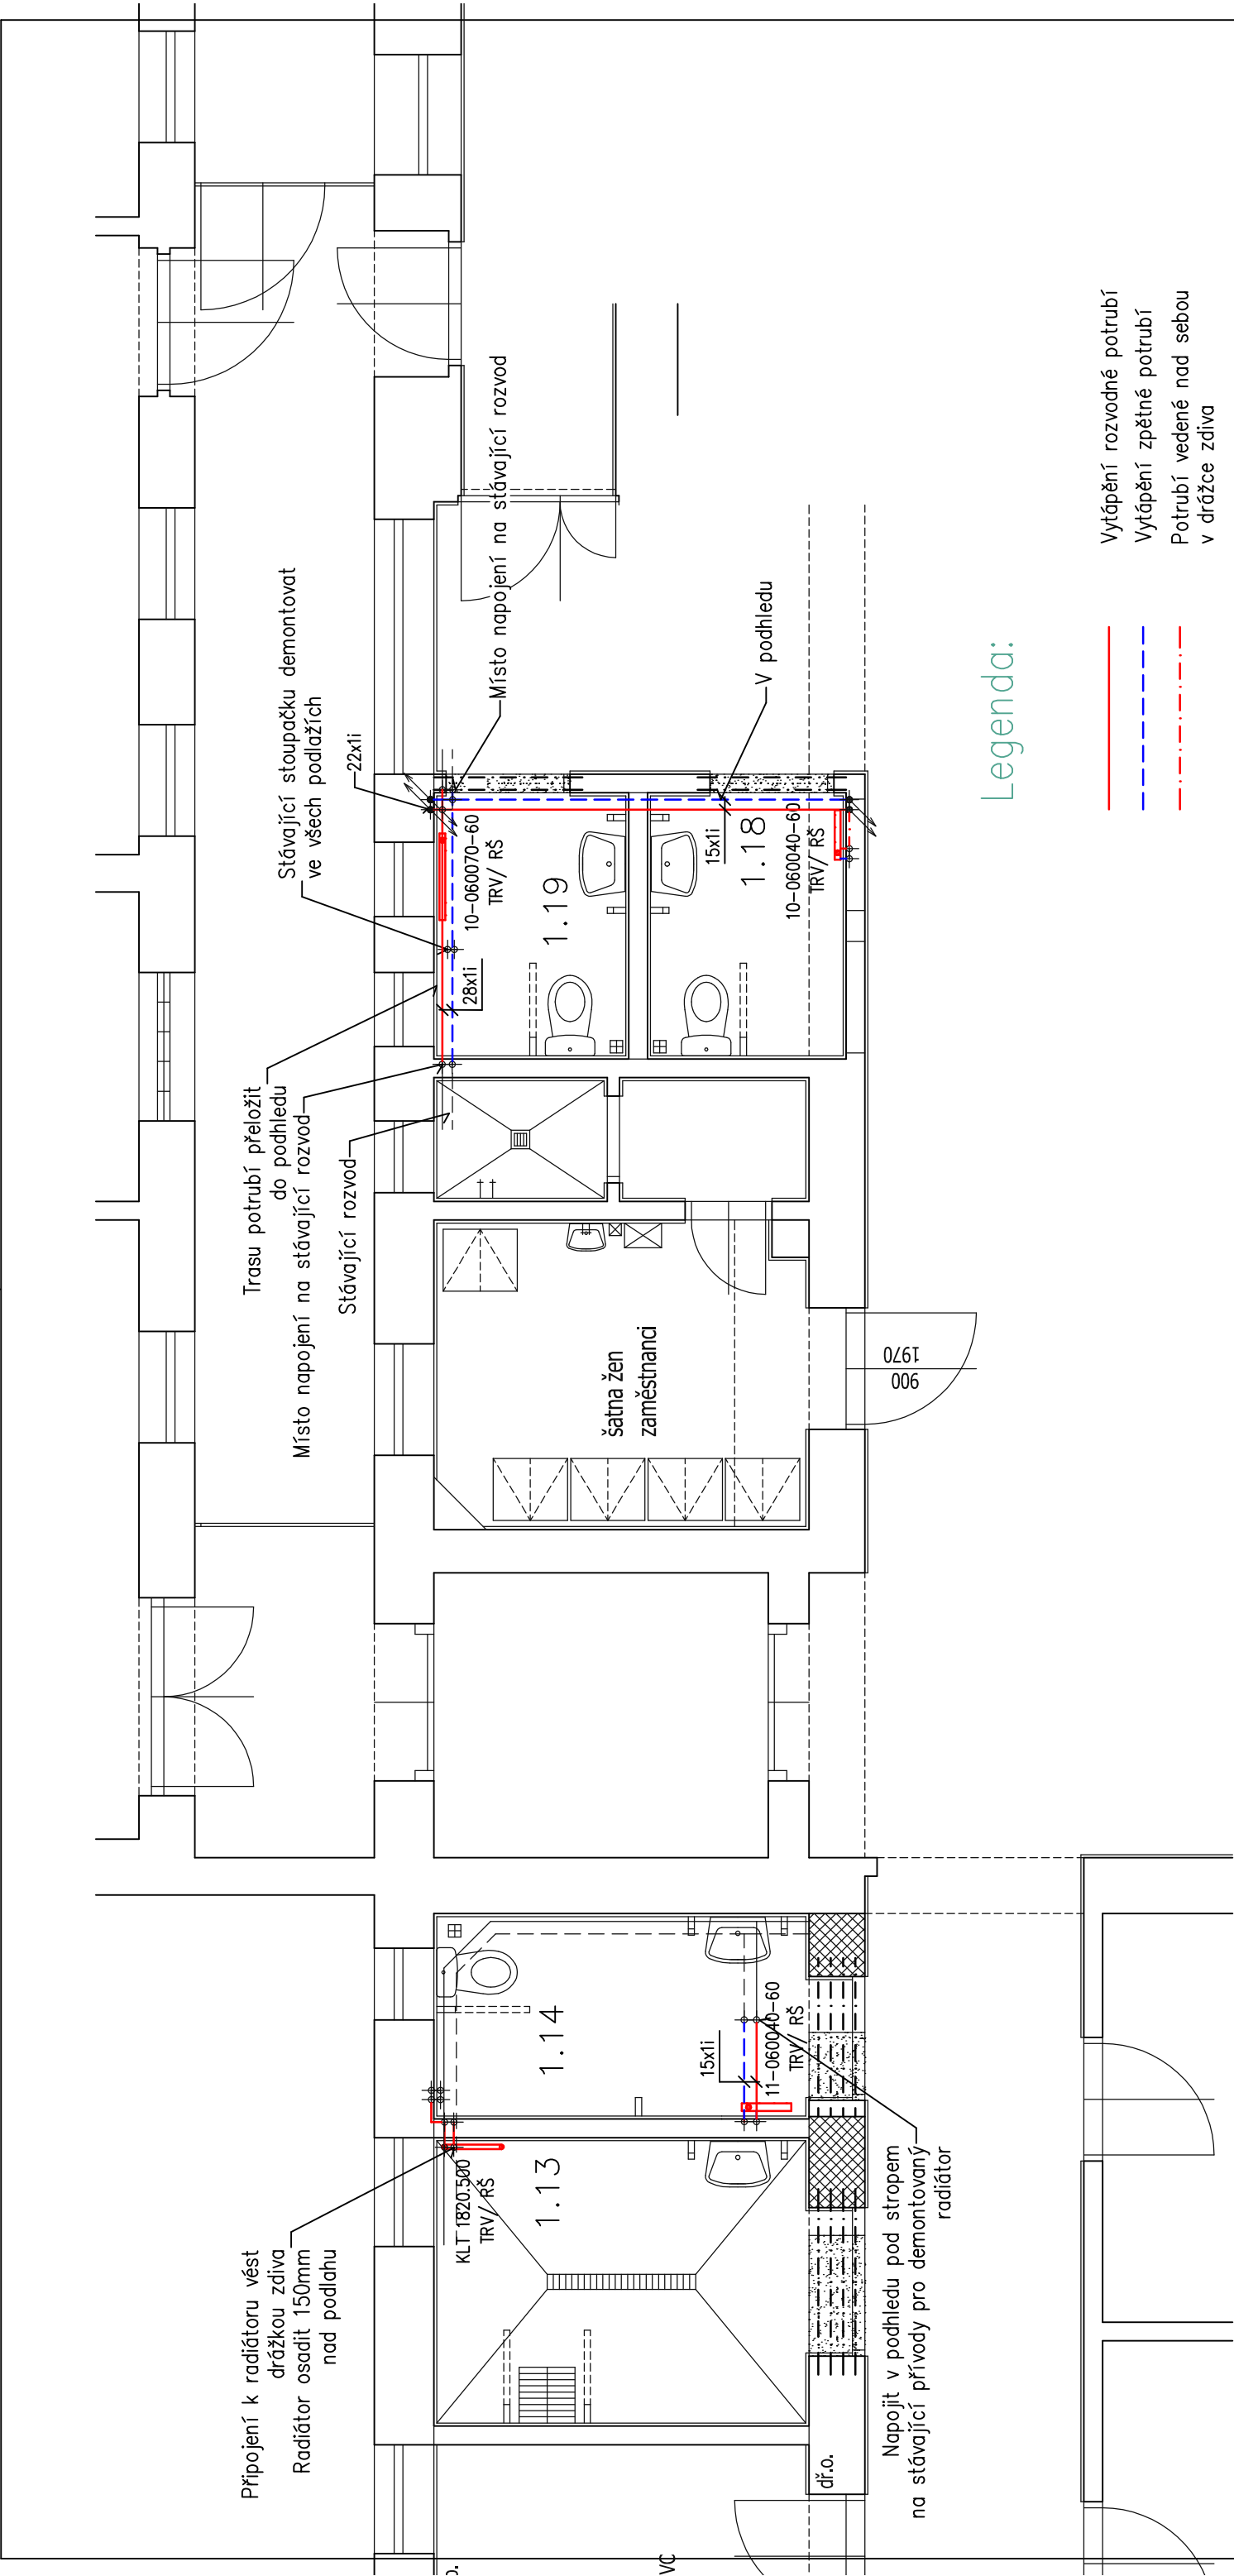 Připojení k radiátoru vést
drážkou zdiva
Radiátor osadit 150mm
nad podlahu
KLT 1820.500
TRV/ RŠ
1.13
1.14
15x1i
11-060040-60
TRV/ RŠ
Napojit v podhledu pod stropem
na stávající přívody pro demontovaný
radiátor
dř.o.
VC
Trasu potrubí přeložit
do podhledu
Místo napojení na stávající rozvod
Stávající rozvod
šatna žen
zaměstnanci
900
1970
Stávající stoupačku demontovat
ve všech podlažích
22x1i
28x1i
10-060070-60
TRV/ RŠ
1.19
Místo napojení na stávající rozvod
V podhledu
15x1i
1.18
10-060040-60
TRV/ RŠ
Legenda:
Vytápění rozvodné potrubí
Vytápění zpětné potrubí
Potrubí vedené nad sebou
v drážce zdiva